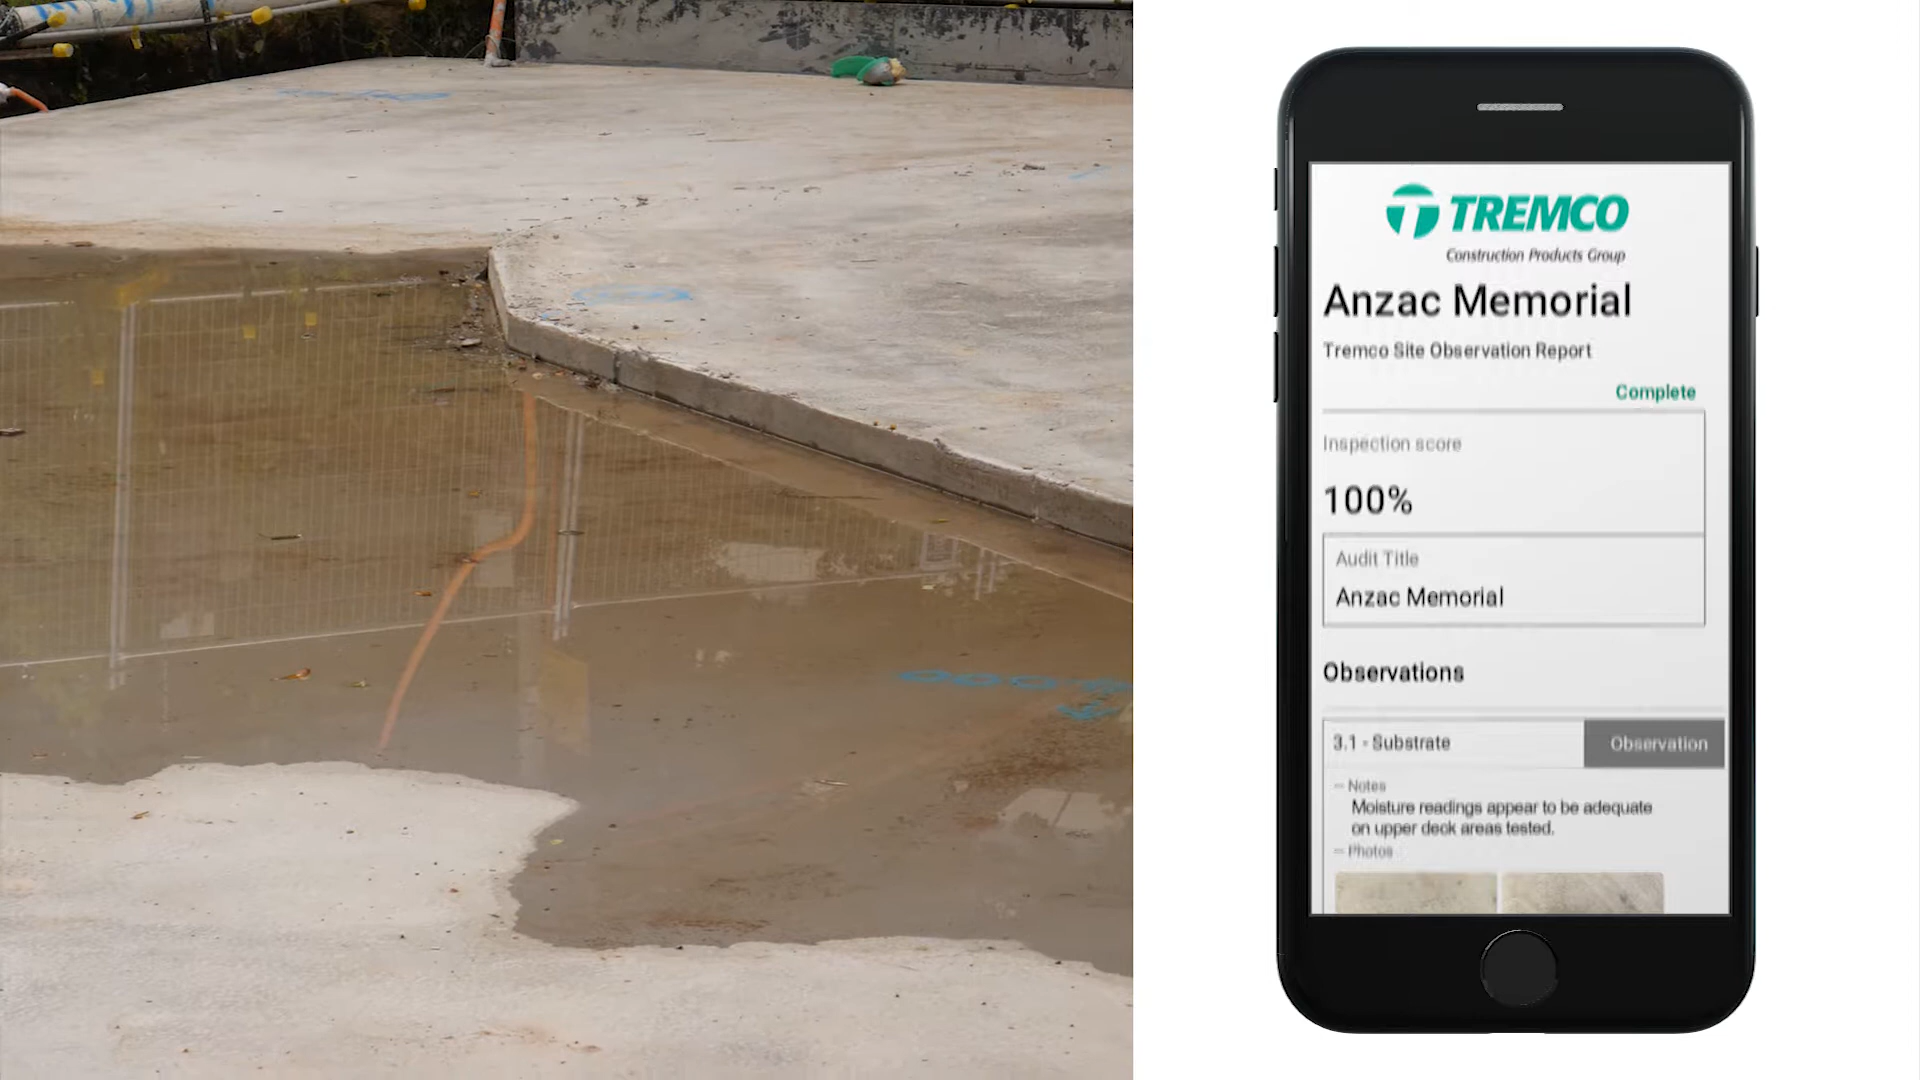 TREMCO
Construction Products Group
Anzac Memorial
Tremco Site Observation Report
Complete
Inspection score
100%
Audit Title
Anzac Memorial
Observations
3.1 - Substrate
Observation
Notes
Moisture readings appear to be adequate
on upper deck areas tested.
Photos